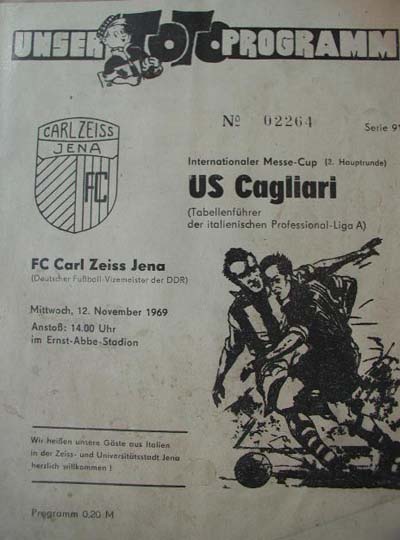 UNSER TOTO-PROGRAMM
Nº 02264
Serie 91
CARL ZEISS
JENA
FC
Internationaler Messe-Cup (2. Hauptrunde)
US Cagliari
(Tabellenführer
der italienischen Professional-Liga A)
FC Carl Zeiss Jena
(Deutscher Fußball-Vizemeister der DDR)
Mittwoch, 12. November 1969
Anstoß: 14.00 Uhr
im Ernst-Abbe-Stadion
Wir heißen unsere Gäste aus Italien
in der Zeiss- und Universitätsstadt Jena
herzlich willkommen !
Programm 0,20 M